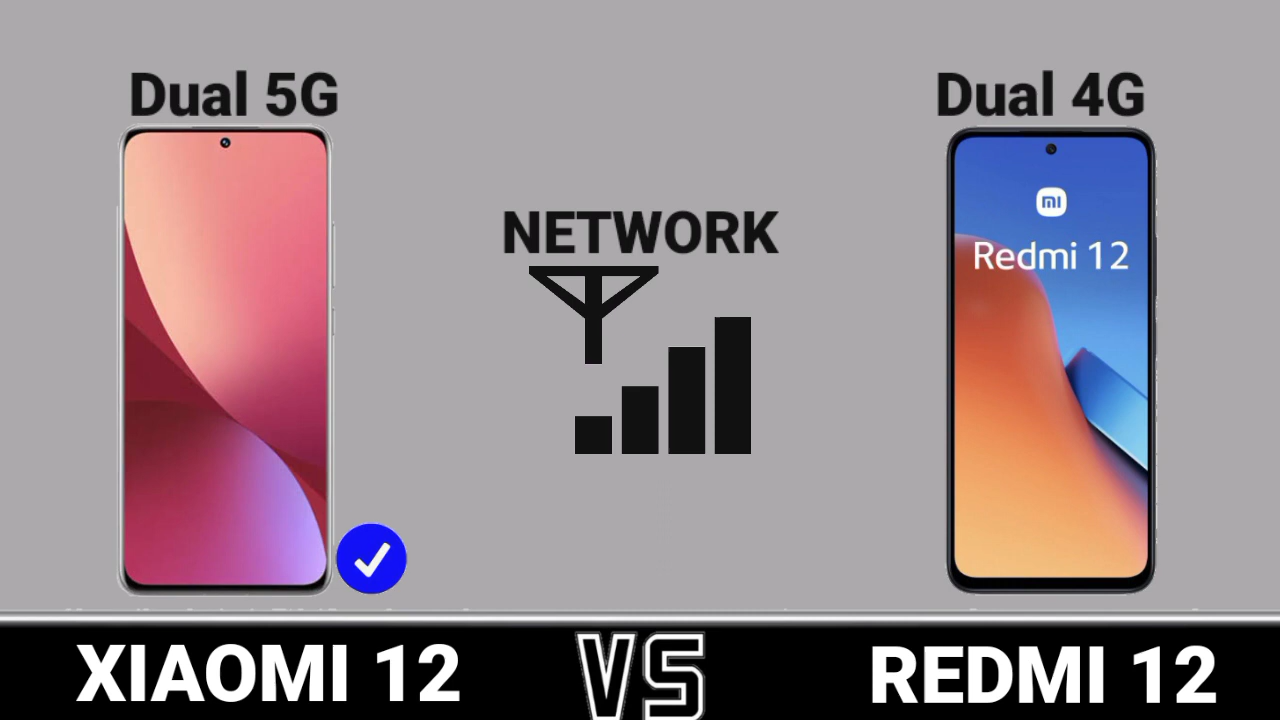 Dual 5G
Dual 4G
NETWORK
mi
Redmi 12
XIAOMI 12
VS
REDMI 12